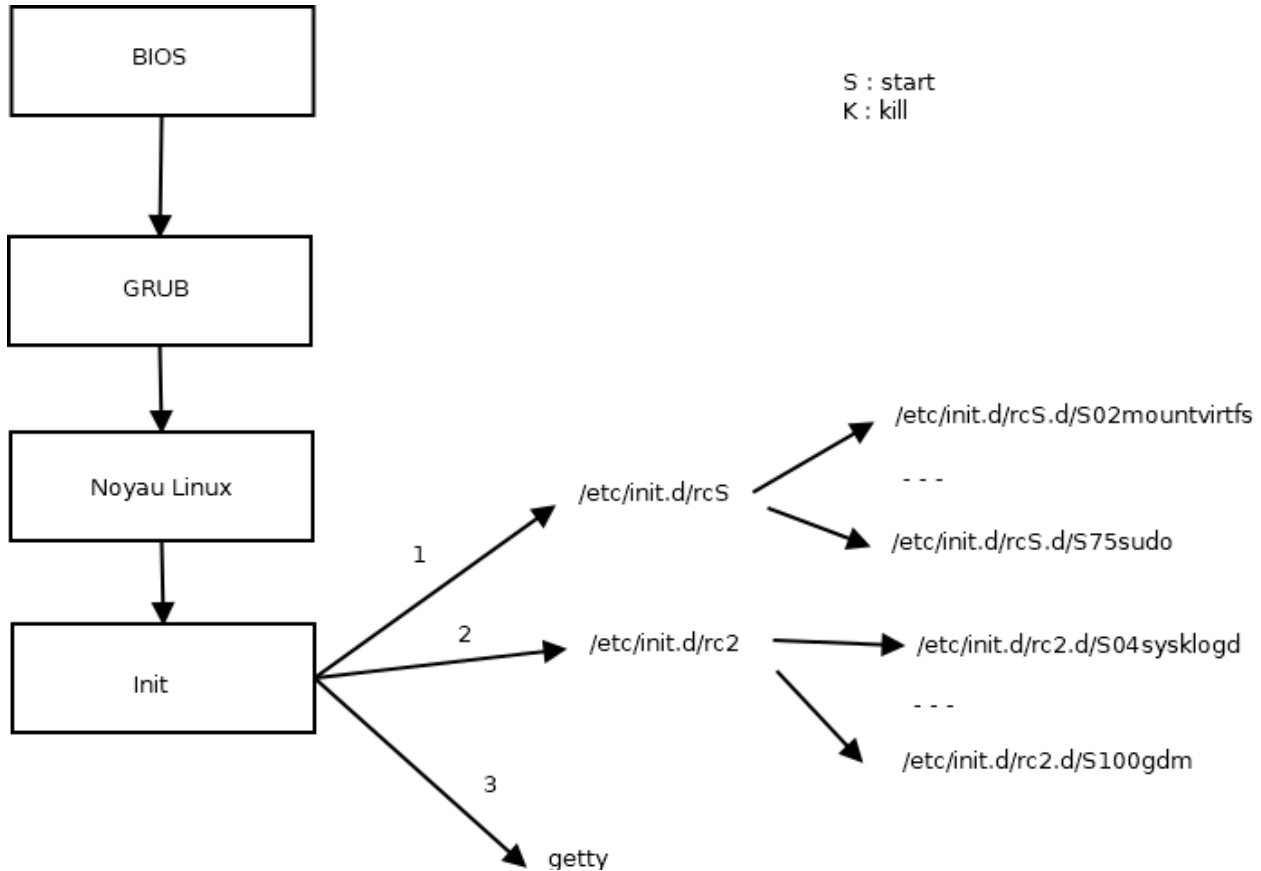 BIOS
S : start
K : kill
GRUB
Noyau Linux
Init
1
2
3
/etc/init.d/rcS
/etc/init.d/rcS.d/S02mountvirtfs
- - -
/etc/init.d/rcS.d/S75sudo
/etc/init.d/rc2
/etc/init.d/rc2.d/S04sysklogd
- - -
/etc/init.d/rc2.d/S100gdm
getty